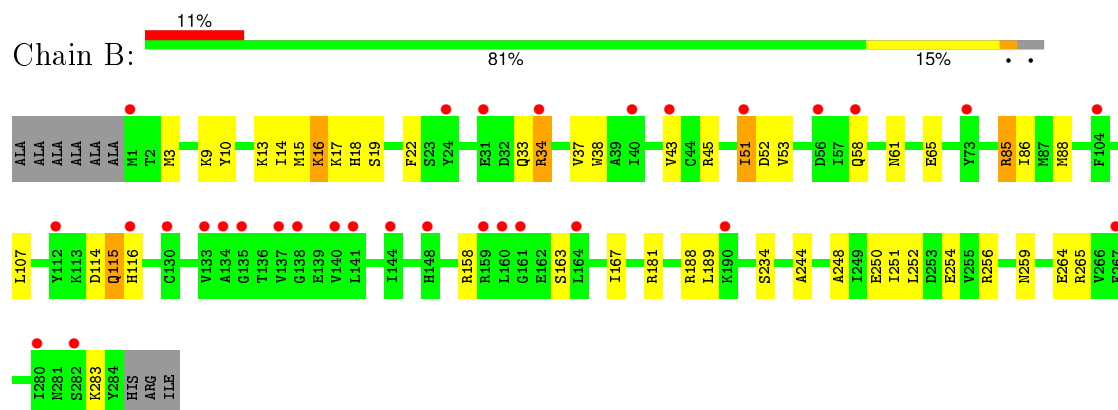 11%
Chain B:
81% 15% • •
ALA ALA ALA ALA ALA ALA M1 T2 M3 K9 Y10 K13 I14 M15 K16 K17 H18 S19 F22 S23 Y24 E31 D32 Q33 R34 V37 W38 A39 I40 V43 C44 R45 I51 D52 V53 D56 I57 Q58 N61 E65 Y73 R85 I86 M87 M88 F104
L107 Y112 K113 D114 Q115 H116 C130 V133 A134 G135 T136 V137 G138 E139 V140 L141 I144 H148 R158 R159 L160 G161 E162 S163 L164 I167 R181 R188 L189 K190 S234 A244 A248 I249 E250 I251 L252 D253 E254 V255 R256 N259 E264 R265 V266 E267
I280 N281 S282 K283 Y284 HIS ARG ILE